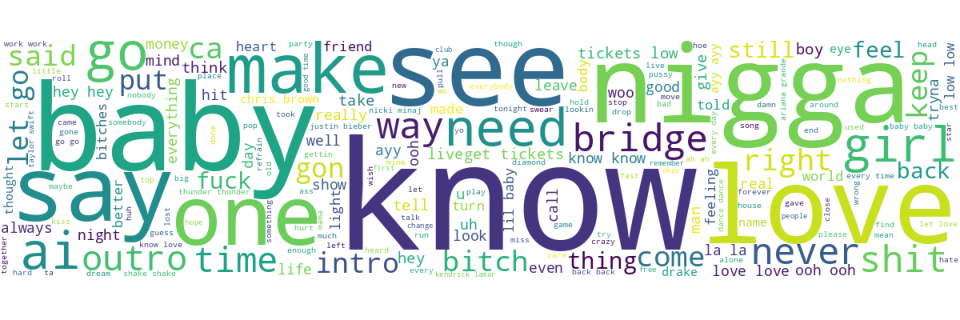 work work
said
go
ca
money
mind
think
heart
party
good time
friend
ya
club
pull
see
though
everybody
tickets low
leave
body
nigga
hoe
live
pussy
give
ay ayy ayy
still
boy
eye
feel
head
keep
tryna
low low
little
roll
hey hey
nobody
put
hit
place
make
let go
start
taylor swift
came
gone
go go
somebody
bitches
everything
baby
chris brown
take
really
nicki minaj
made
new
tonight
swear
lookin
hold
woo
stop
drop
good
move
bad
told
every day
damn
ariana grande
around
nothing
best
baby baby
star
girl
song
end
used
justin bieber
took
pop
refrain
day
old
done
well
gettin
ayy
ooh
way
yo
need
bridge
know know
remember
ah ah
okay
right
world
every time
back
liveget tickets
diamond
thought
say
maybe
top
big
fuck
better
huh
kiss
guess
lost
one
something
hope
hurt
gon
ass
show
light
mama
first
mine
wish
let
know
tell
talk
change
run
u
turn
uh
look
play
lil baby
call
game
miss
try
crazy
fast
man
feeling
dance dance
real
name
house
forever
gave
people
close
wrong
love
find
mean
please
let love
always
night
know love
together
ai
hard
ta
outro
dream
shake shake
time
enough
life
much
left
intro
heard
hey
every
kendrick lamar
bitch
care
even
back back
thing
free
come
drake
la la
alone
love love
never
ooh ooh
shit
hate